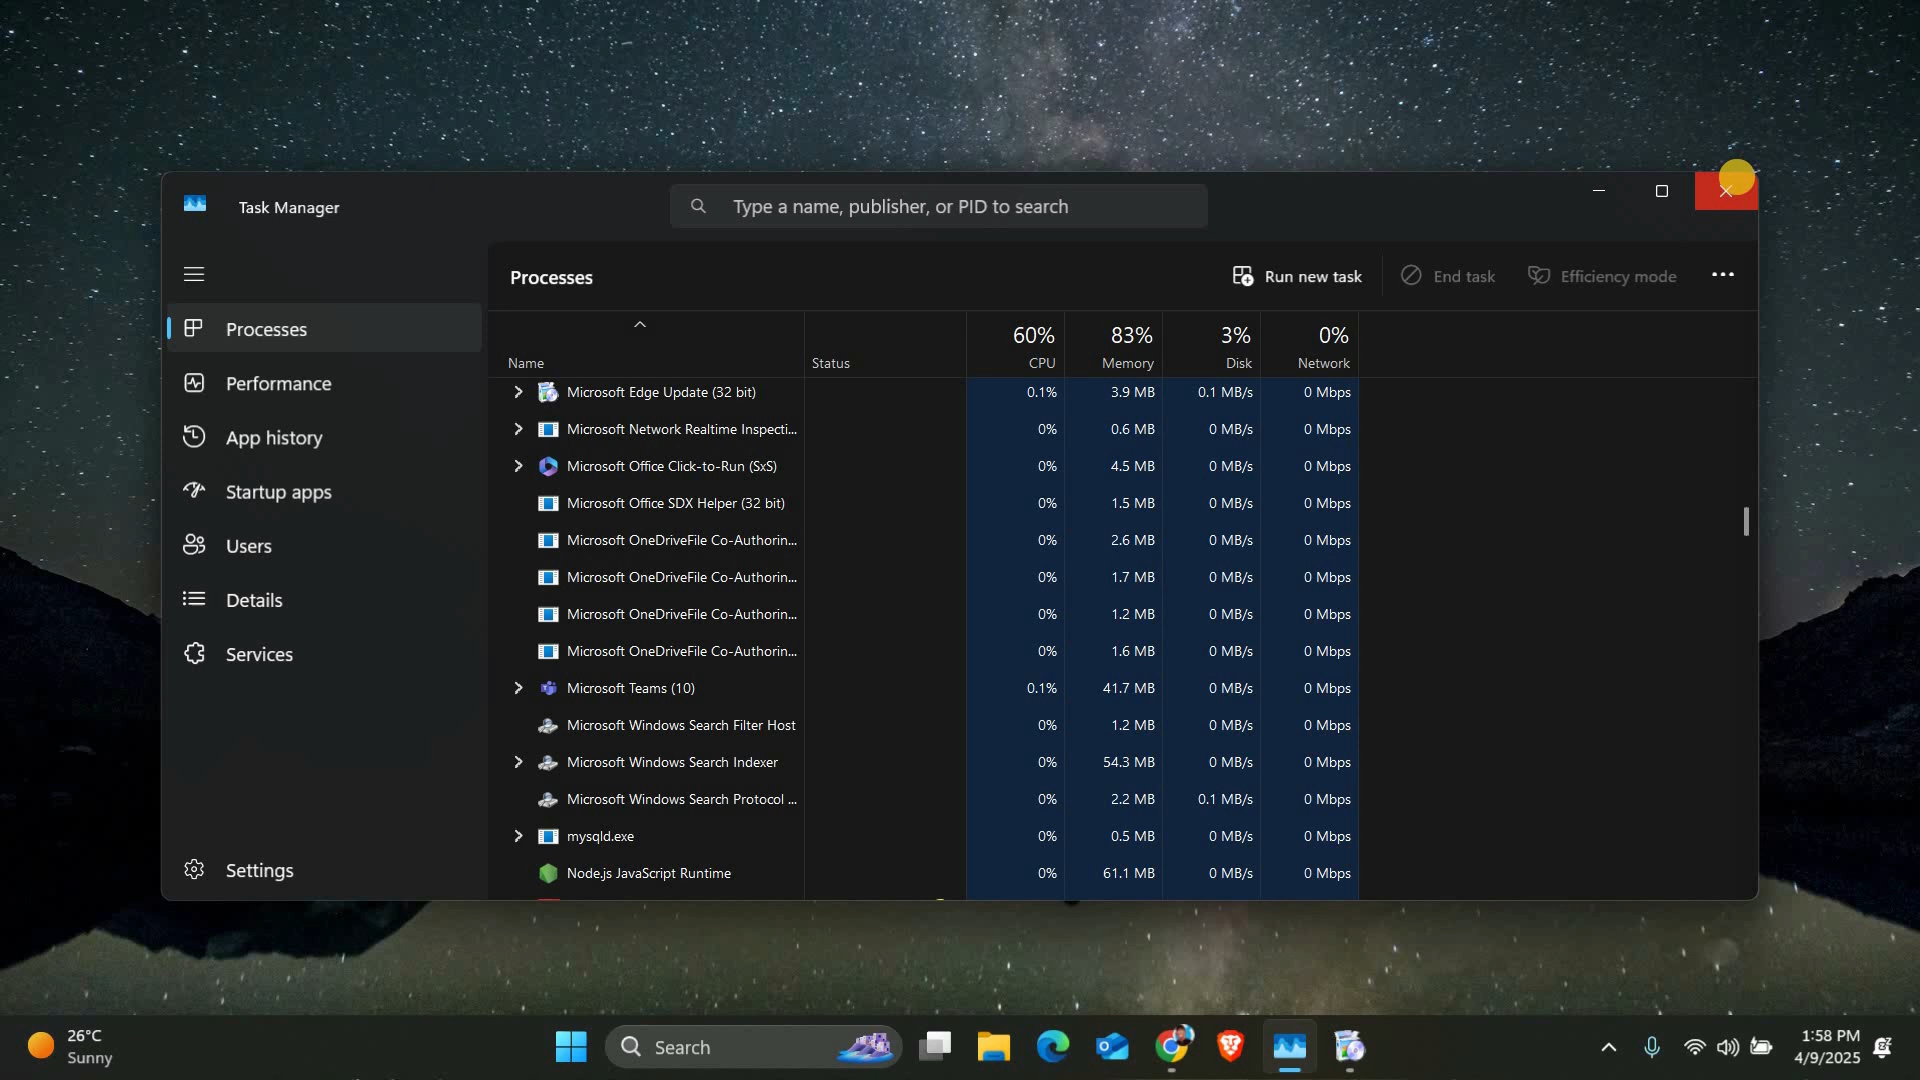 Task Manager
Type a name, publisher, or PID to search
Processes
Run new task
End task
Efficiency mode
Processes
Performance
App history
Startup apps
Users
Details
Services
Settings
60% 83% 3% 0%
Name Status CPU Memory Disk Network
Microsoft Edge Update (32 bit) 0.1% 3.9 MB 0.1 MB/s 0 Mbps
Microsoft Network Realtime Inspecti... 0% 0.6 MB 0 MB/s 0 Mbps
Microsoft Office Click-to-Run (SxS) 0% 4.5 MB 0 MB/s 0 Mbps
Microsoft Office SDX Helper (32 bit) 0% 1.5 MB 0 MB/s 0 Mbps
Microsoft OneDriveFile Co-Authorin... 0% 2.6 MB 0 MB/s 0 Mbps
Microsoft OneDriveFile Co-Authorin... 0% 1.7 MB 0 MB/s 0 Mbps
Microsoft OneDriveFile Co-Authorin... 0% 1.2 MB 0 MB/s 0 Mbps
Microsoft OneDriveFile Co-Authorin... 0% 1.6 MB 0 MB/s 0 Mbps
Microsoft Teams (10) 0.1% 41.7 MB 0 MB/s 0 Mbps
Microsoft Windows Search Filter Host 0% 1.2 MB 0 MB/s 0 Mbps
Microsoft Windows Search Indexer 0% 54.3 MB 0 MB/s 0 Mbps
Microsoft Windows Search Protocol ... 0% 2.2 MB 0.1 MB/s 0 Mbps
mysqld.exe 0% 0.5 MB 0 MB/s 0 Mbps
Node.js JavaScript Runtime 0% 61.1 MB 0 MB/s 0 Mbps
26°C
Sunny
Search
1:58 PM
4/9/2025